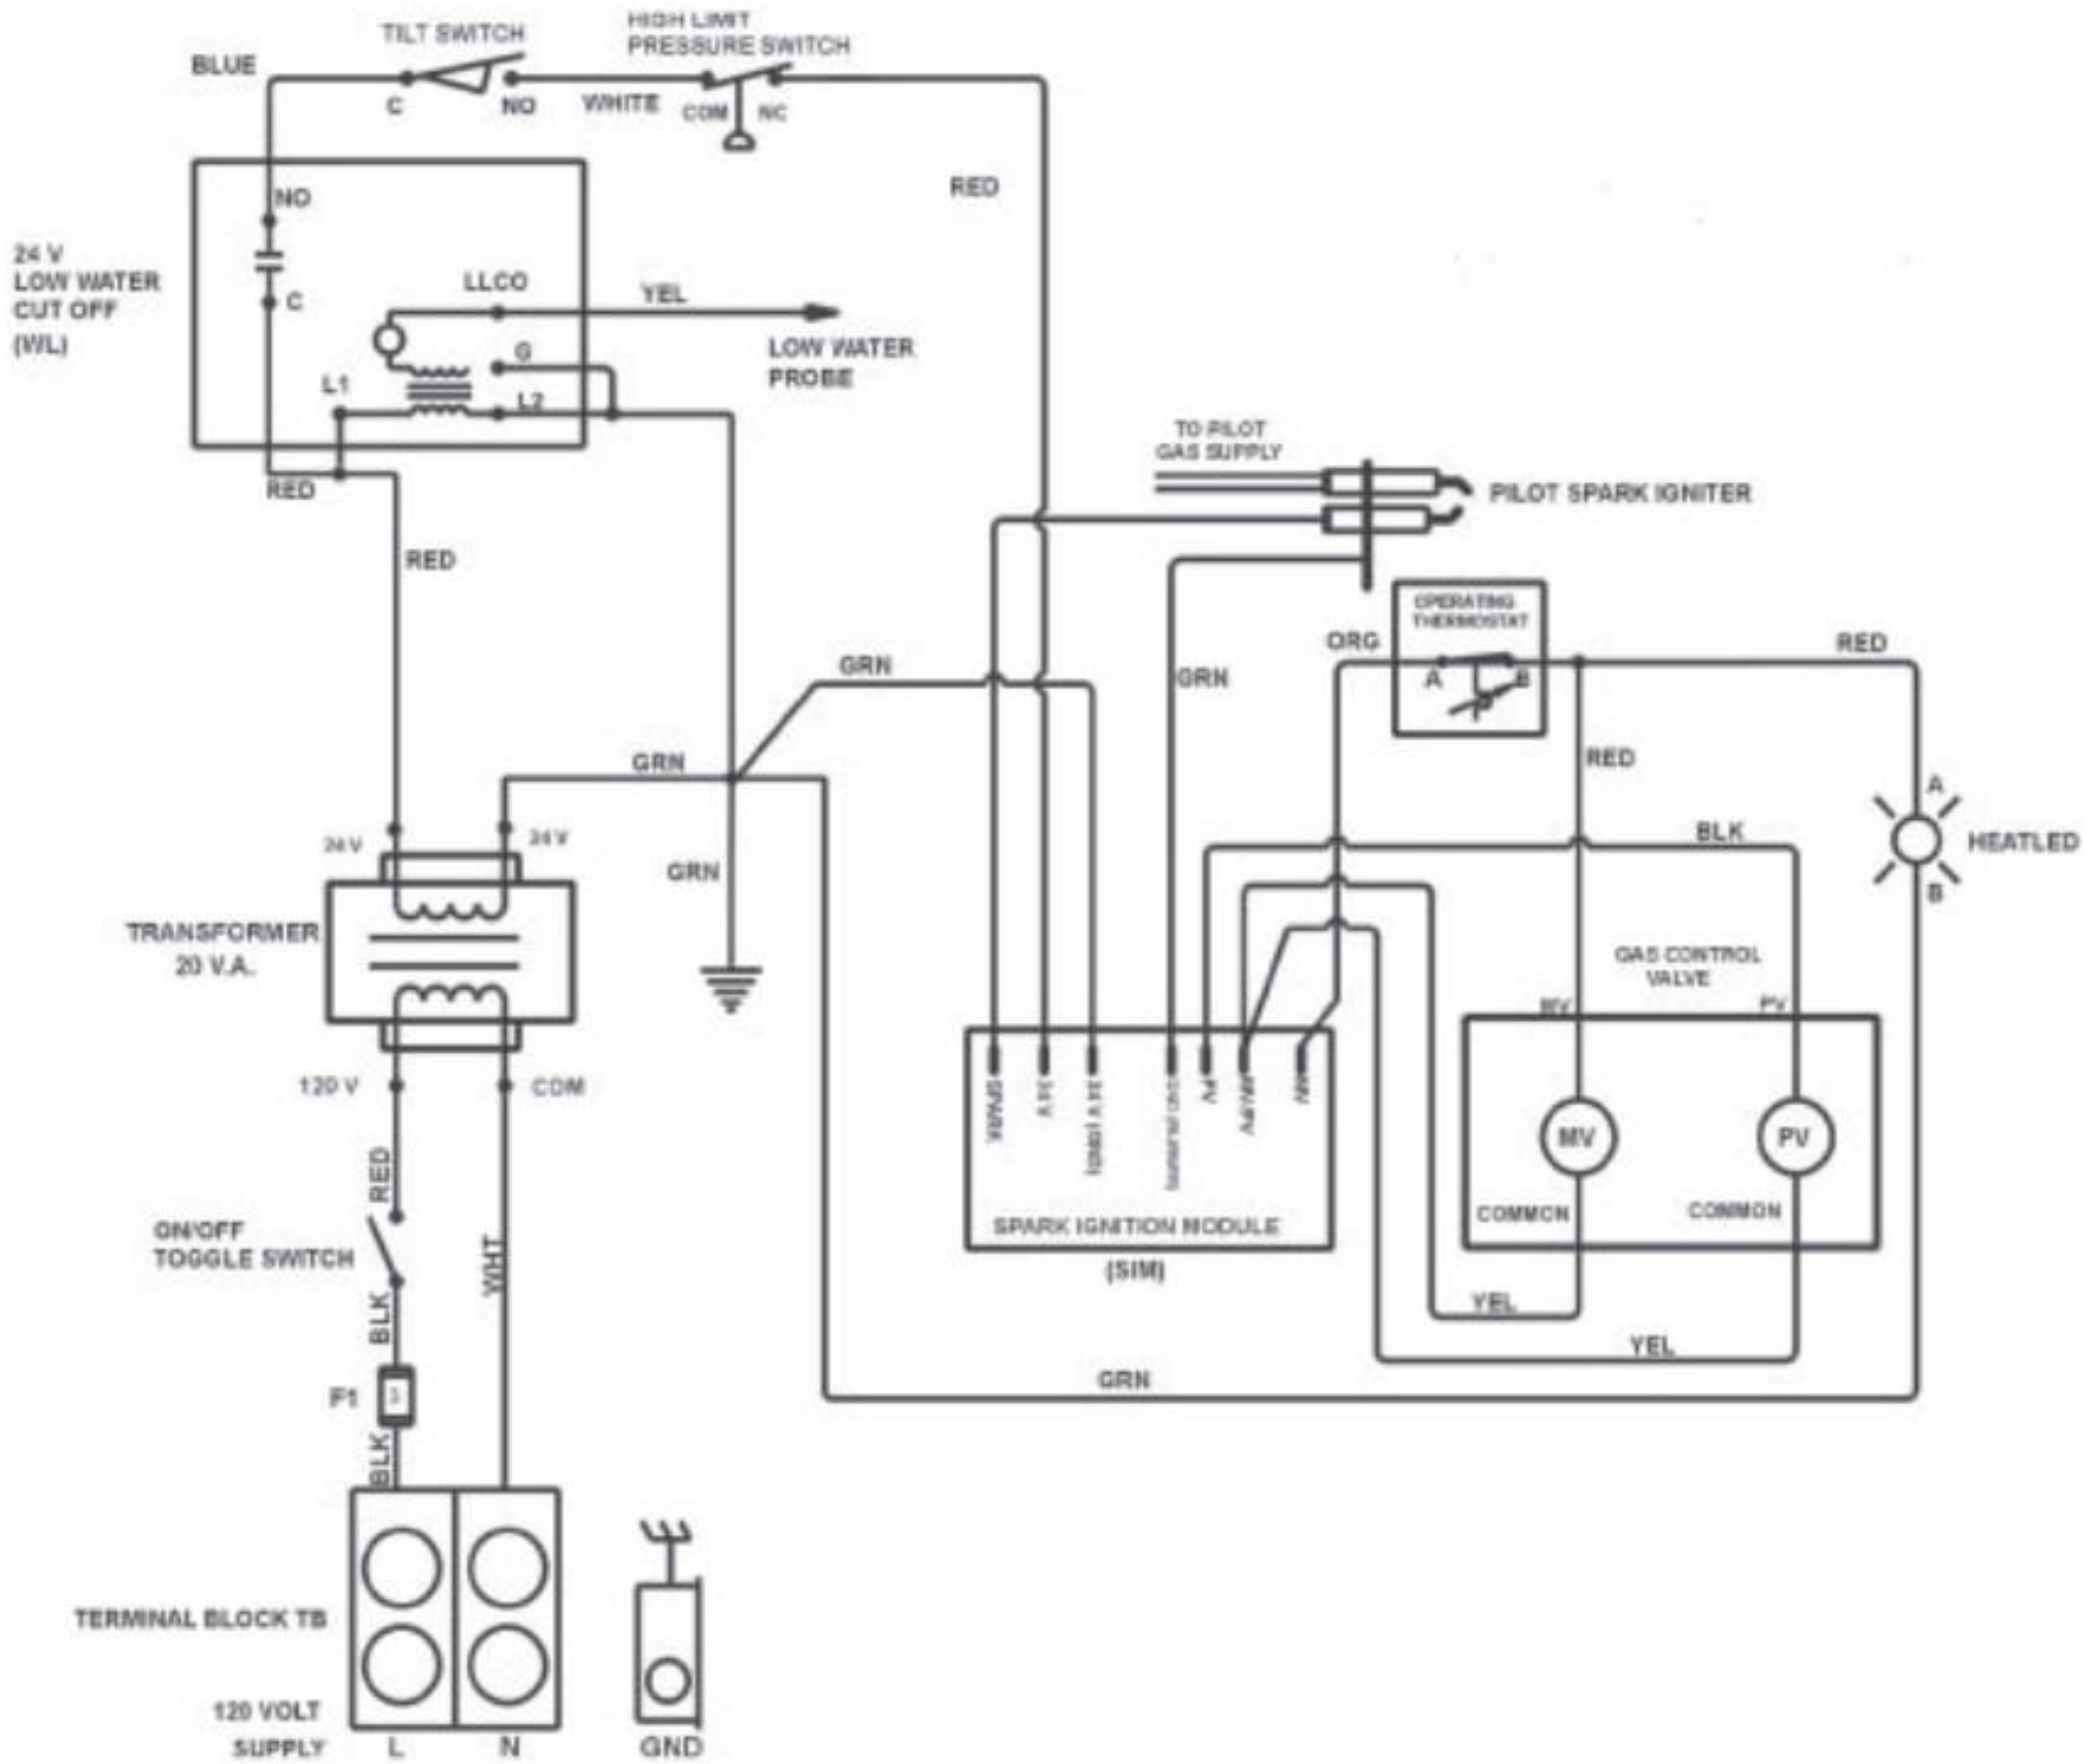 TILT SWITCH
HIGH LIMIT
PRESSURE SWITCH
BLUE
C
NO
WHITE
COM
NC
RED
NO
24 V
LOW WATER
CUT OFF
(WL)
C
LLCO
YEL
LOW WATER
PROBE
G
L1
L2
RED
RED
TO PILOT
GAS SUPPLY
PILOT SPARK IGNITER
OPERATING
THERMOSTAT
ORG
A
B
RED
GRN
GRN
GRN
RED
GRN
24 V
24 V
BLK
A
HEATLED
B
TRANSFORMER
20 V.A.
GAS CONTROL
VALVE
MV
PV
120 V
COM
SPARK
24 V
24 V (GND)
PV
MV/PV
MV
MV
PV
COMMON
COMMON
SPARK IGNITION MODULE
(SIM)
RED
ON/OFF
TOGGLE SWITCH
WHT
BLK
YEL
YEL
GRN
F1
BLK
TERMINAL BLOCK TB
120 VOLT
SUPPLY
L
N
GND